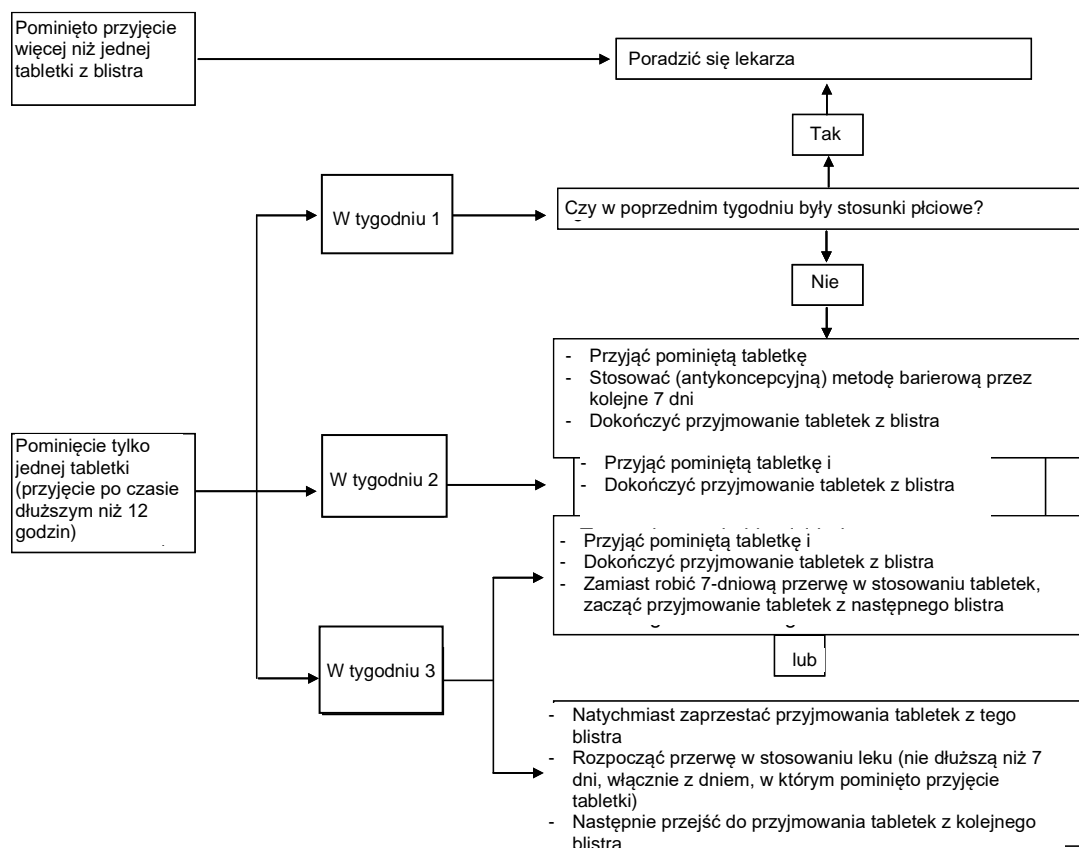 Pominięto przyjęcie
więcej niż jednej
tabletki z blistra
Poradzić się lekarza
Tak
W tygodniu 1
Czy w poprzednim tygodniu były stosunki płciowe?
Nie
- Przyjąć pominiętą tabletkę
- Stosować (antykoncepcyjną) metodę barierową przez
kolejne 7 dni
- Dokończyć przyjmowanie tabletek z blistra
Pominięcie tylko
jednej tabletki
(przyjęcie po czasie
dłuższym niż 12
godzin)
W tygodniu 2
- Przyjąć pominiętą tabletkę i
- Dokończyć przyjmowanie tabletek z blistra
- Przyjąć pominiętą tabletkę i
- Dokończyć przyjmowanie tabletek z blistra
- Zamiast robić 7-dniową przerwę w stosowaniu tabletek,
zacząć przyjmowanie tabletek z następnego blistra
W tygodniu 3
lub
- Natychmiast zaprzestać przyjmowania tabletek z tego
blistra
- Rozpocząć przerwę w stosowaniu leku (nie dłuższą niż 7
dni, włącznie z dniem, w którym pominięto przyjęcie
tabletki)
- Następnie przejść do przyjmowania tabletek z kolejnego
blistra